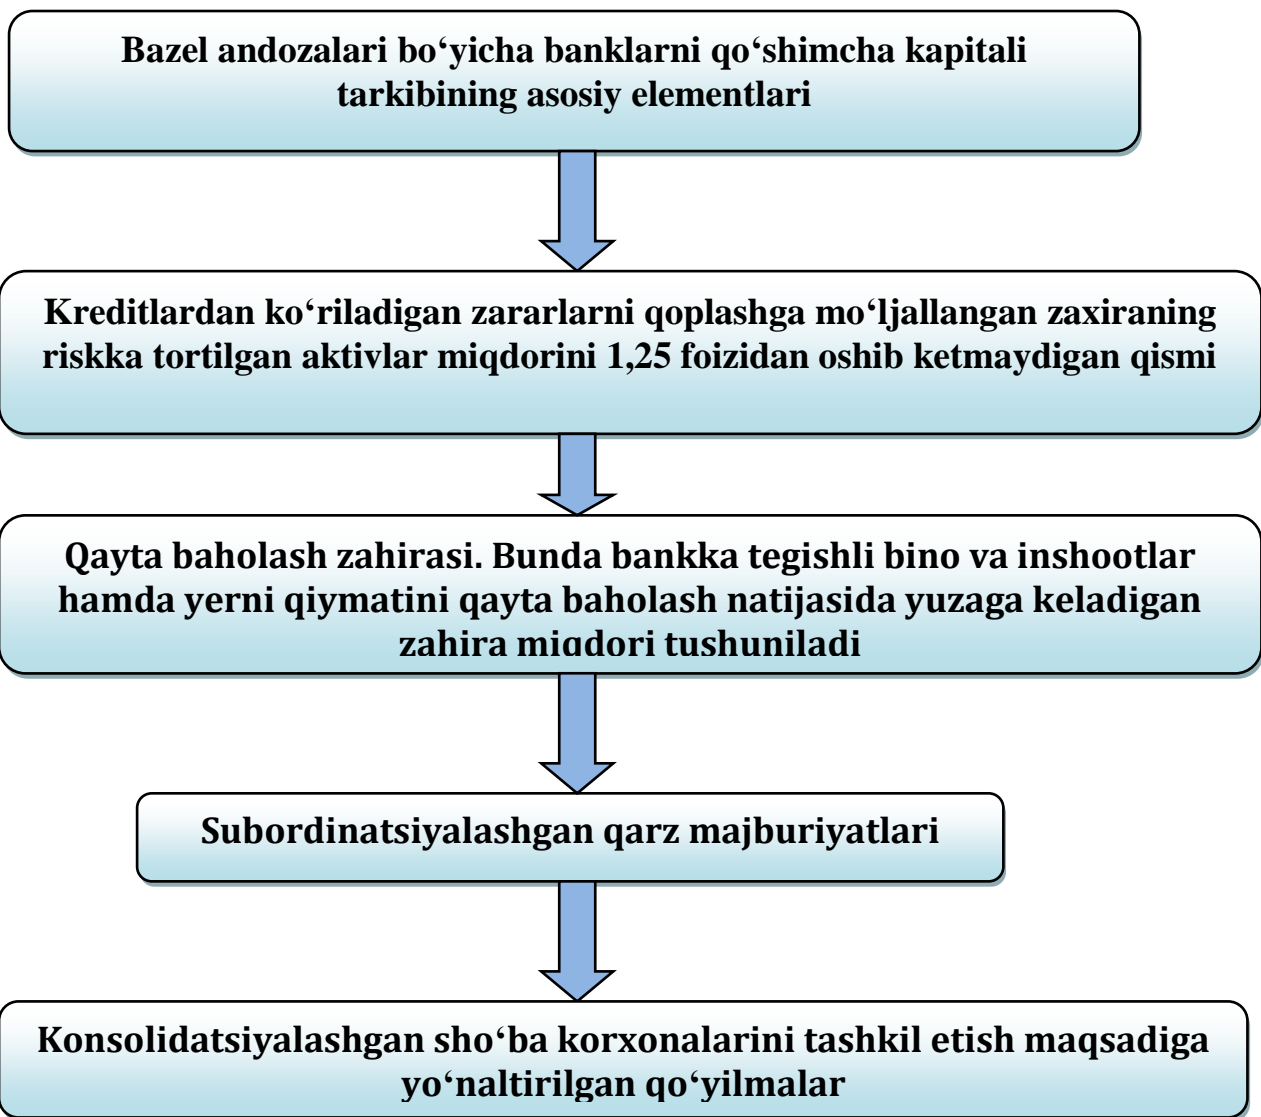 Bazel andozalari bo‘yicha banklarni qo‘shimcha kapitali
tarkibining asosiy elementlari
Kreditlardan ko‘riladigan zararlarni qoplashga mo‘ljallangan zaxiraning
riskka tortilgan aktivlar miqdorini 1,25 foizidan oshib ketmaydigan qismi
Qayta baholash zahirasi. Bunda bankka tegishli bino va inshootlar
hamda yerni qiymatini qayta baholash natijasida yuzaga keladigan
zahira miqdori tushuniladi
Subordinatsiyalashgan qarz majburiyatlari
Konsolidatsiyalashgan sho‘ba korxonalarini tashkil etish maqsadiga
yo‘naltirilgan qo‘yilmalar